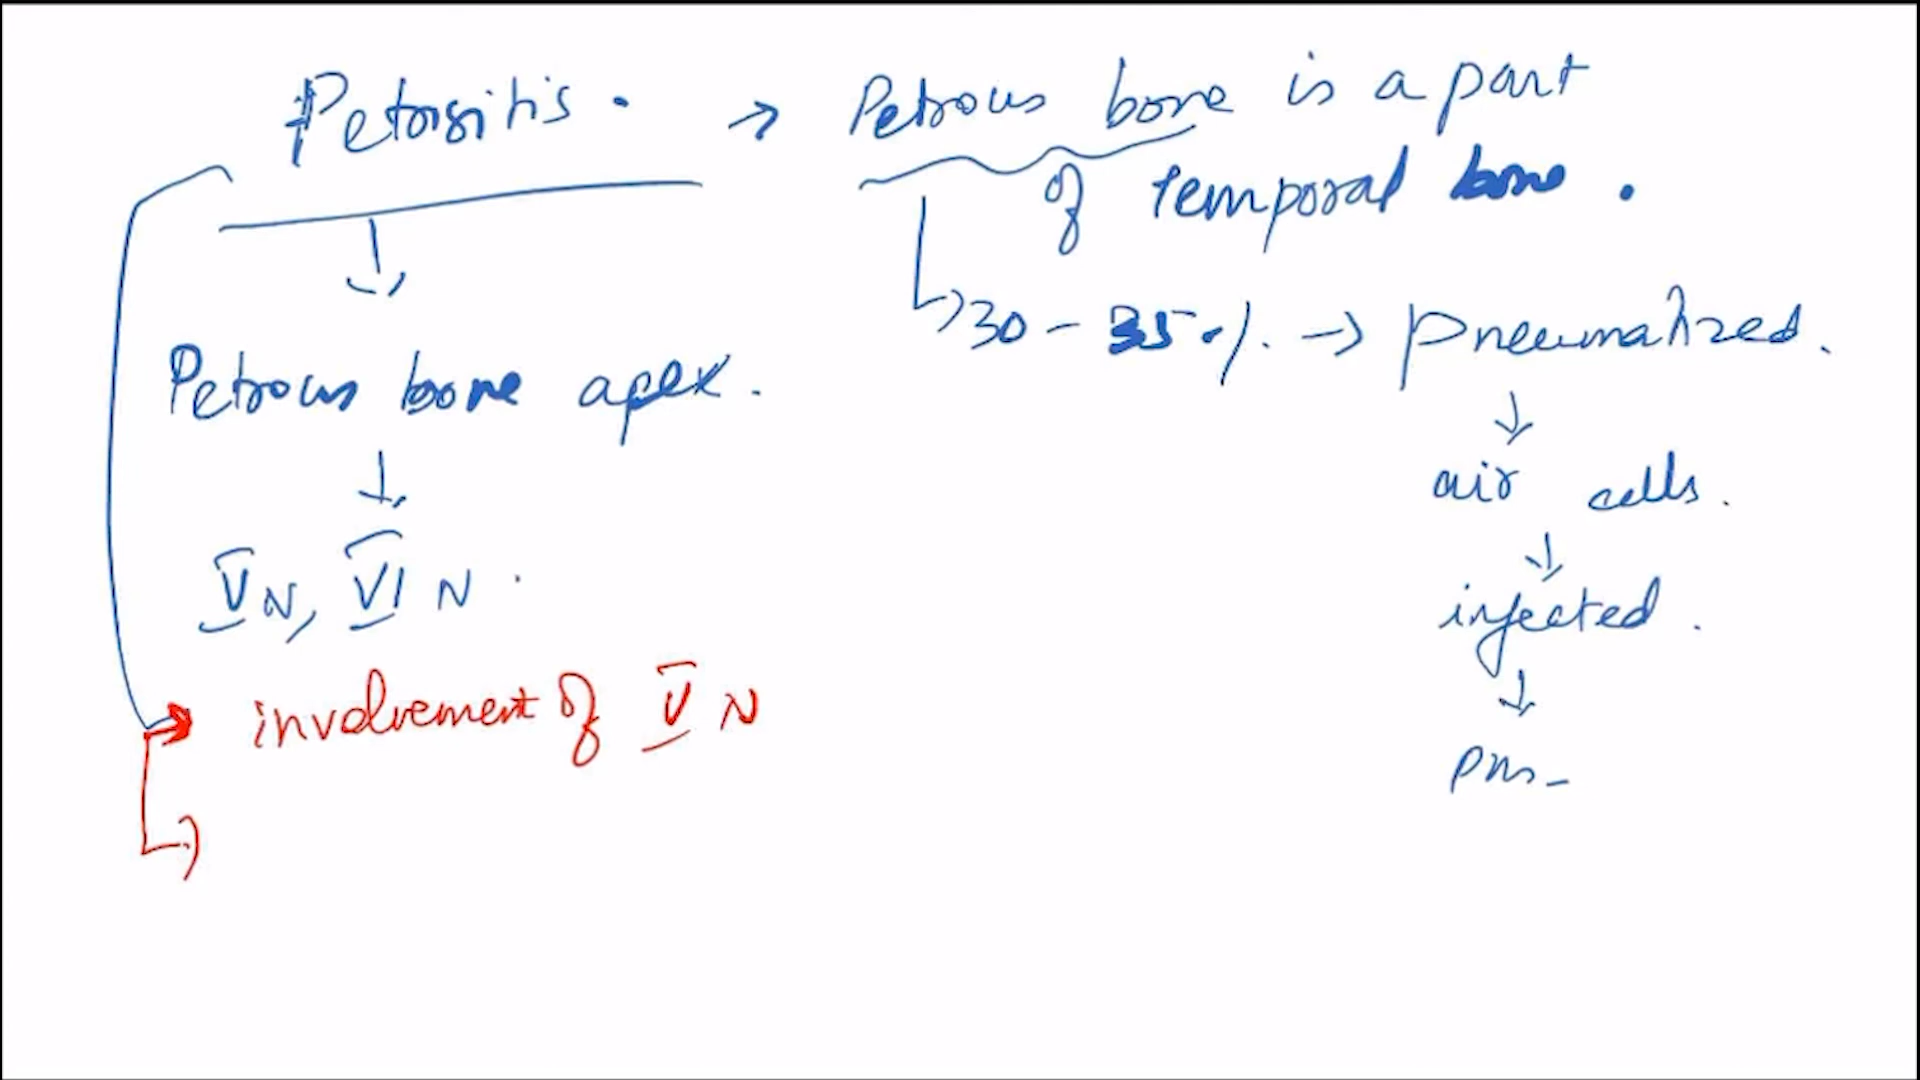 Petrositis. → Petrous bone is a part
of temporal bone.
↳ 30 - 35 % . → pneumatized.
↓
Petrous bone apex.
↓
air cells.
↓
V N, VI N .
infected .
↓
involvement of V N
pus -